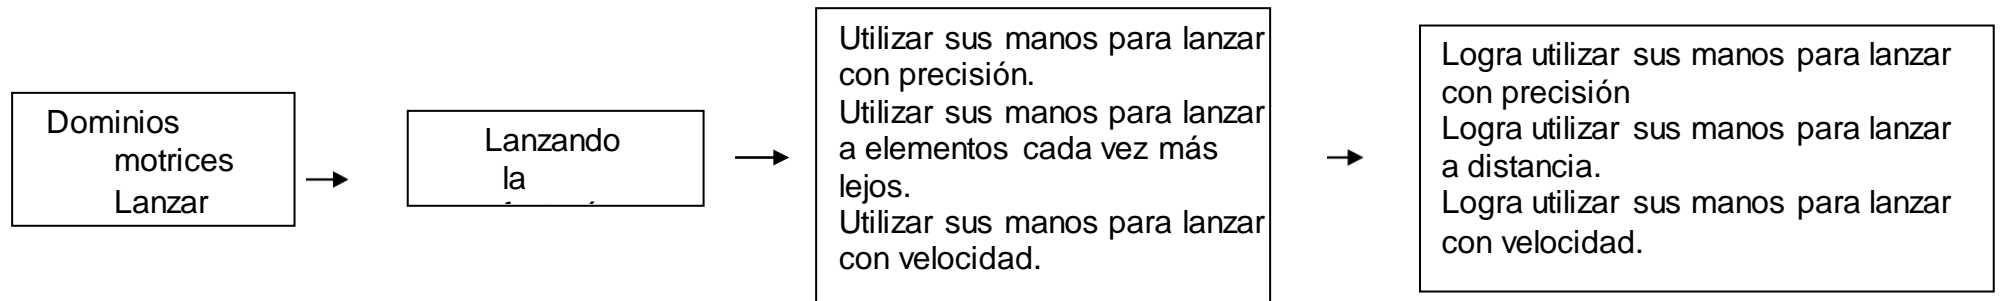 Dominios
motrices
Lanzar
Lanzando
la
Utilizar sus manos para lanzar
con precisión.
Utilizar sus manos para lanzar
a elementos cada vez más
lejos.
Utilizar sus manos para lanzar
con velocidad.
Logra utilizar sus manos para lanzar
con precisión
Logra utilizar sus manos para lanzar
a distancia.
Logra utilizar sus manos para lanzar
con velocidad.